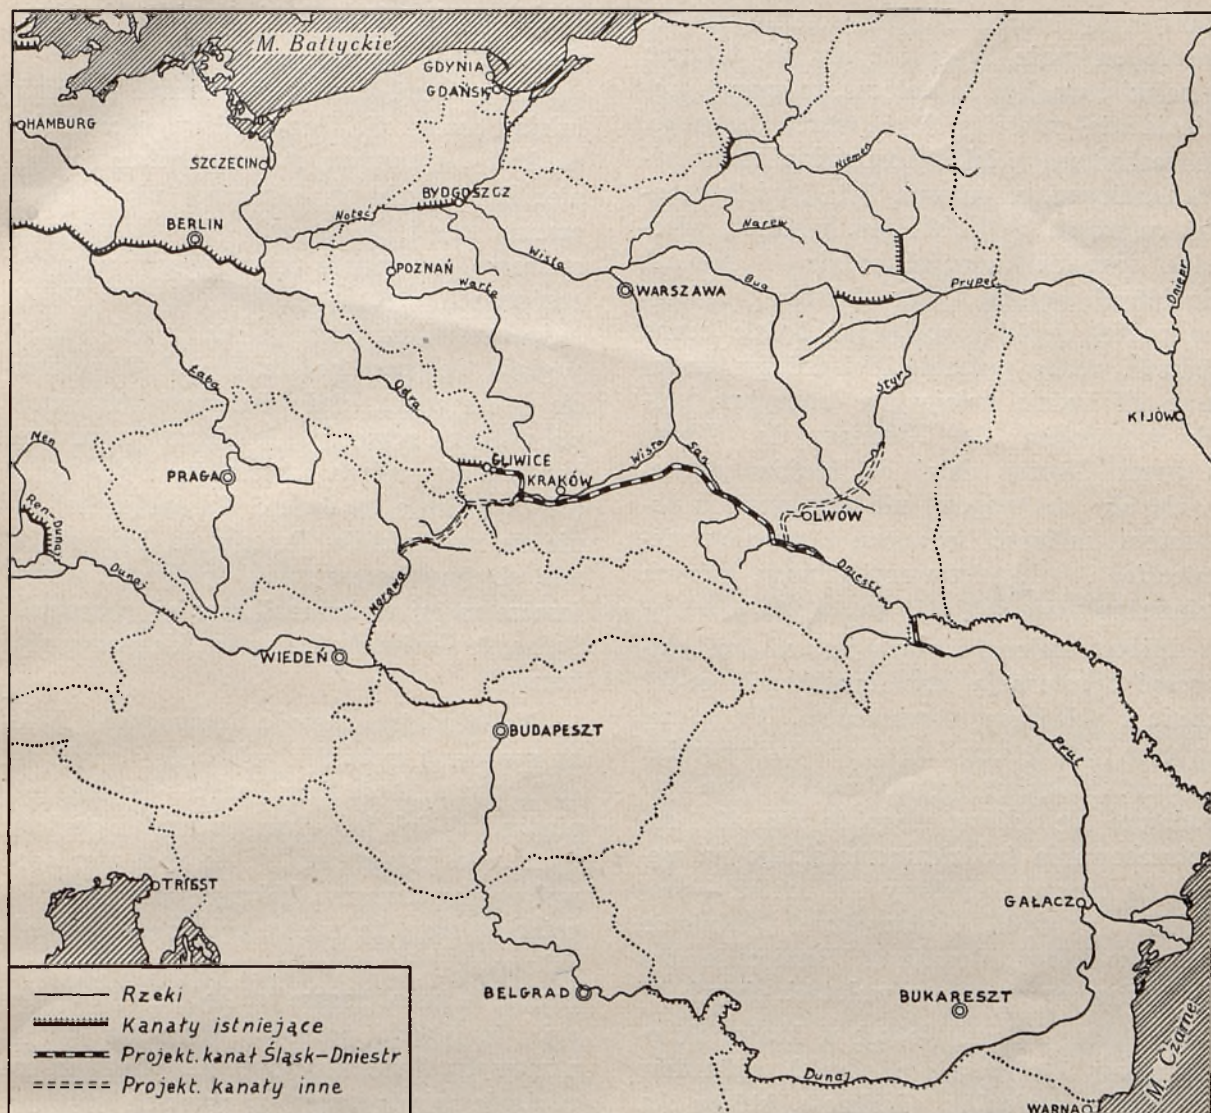 M. Bałtyckie
GDYNIA
GDAŃSK
HAMBURG
SZCZECIN
Niemen
BYDGOSZCZ
Noteć
BERLIN
Narew
Wisła
POZNAŃ
Warta
WARSZAWA
Bug
Prypeć
Dniepr
Łaba
Odra
Styr
KIJÓW
Men
GLIWICE
Wisła
San
PRAGA
KRAKÓW
Ren-
Dunaj
LWÓW
Dunaj
Dniestr
Morawa
WIEDEŃ
BUDAPESZT
Prut
TRIEST
GAŁACZ
BELGRAD
BUKARESZT
Dunaj
M. Czarne
WARNA
Rzeki
Kanały istniejące
Projekt. kanał Śląsk-Dniestr
Projekt. kanały inne